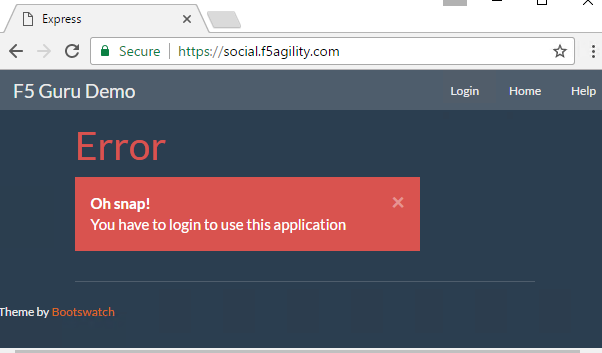 Express
Secure https://social.f5agility.com
F5 Guru Demo Login Home Help
Error
Oh snap!
You have to login to use this application
Theme by Bootswatch